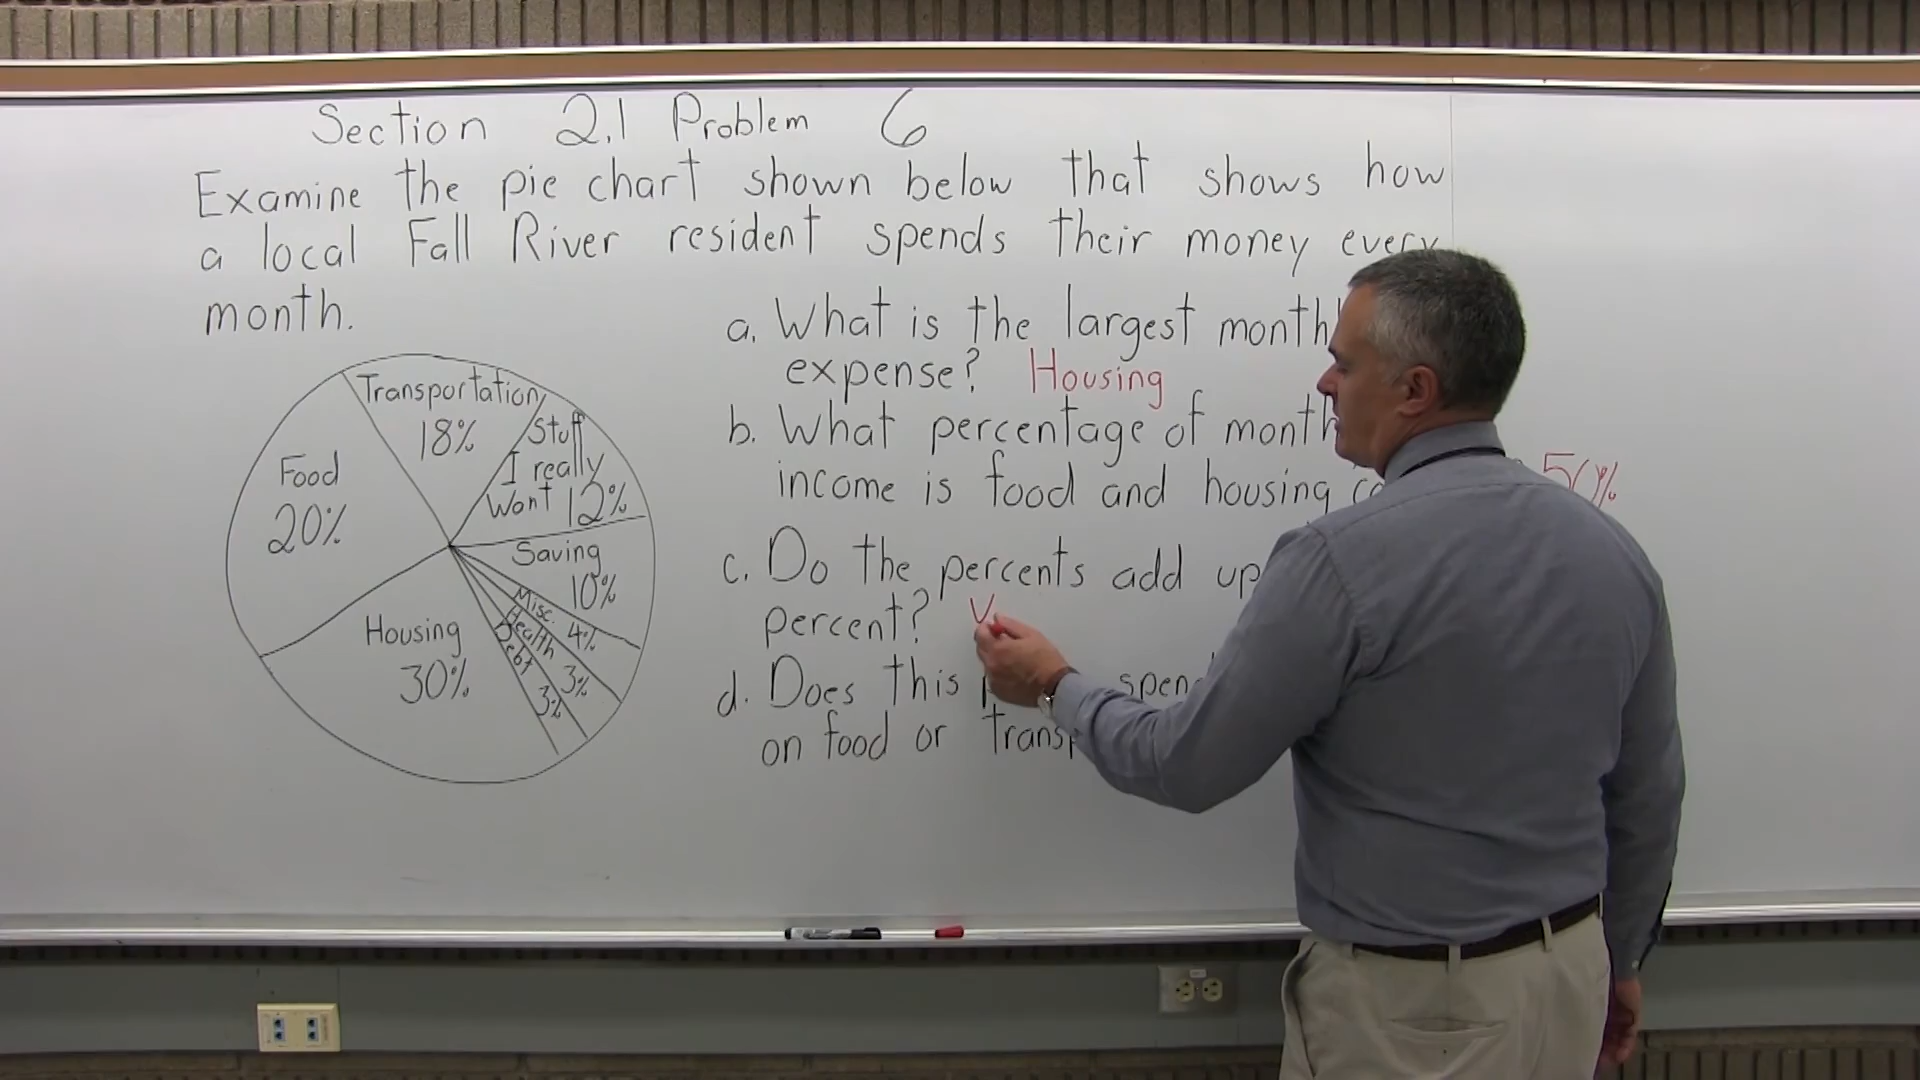 Section 2.1 Problem 6
Examine the pie chart shown below that shows how
a local Fall River resident spends their money every
month.
a. What is the largest month
expense? Housing
b. What percentage of month
income is food and housing 50%
c. Do the percents add up
percent?
d. Does this spen
on food or transp
Transportation
18%
Stuff
I really
Want 12%
Food
20%
Saving
10%
Misc. 4%
Health 3%
Debt 3%
Housing
30%